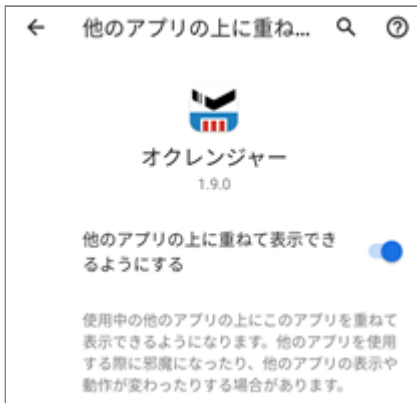 他のアプリの上に重ね...
オクレンジャー
1.9.0
他のアプリの上に重ねて表示でき
るようにする
使用中の他のアプリの上にこのアプリを重ねて
表示できるようになります。他のアプリを使用
する際に邪魔になったり、他のアプリの表示や
動作が変わったりする場合があります。